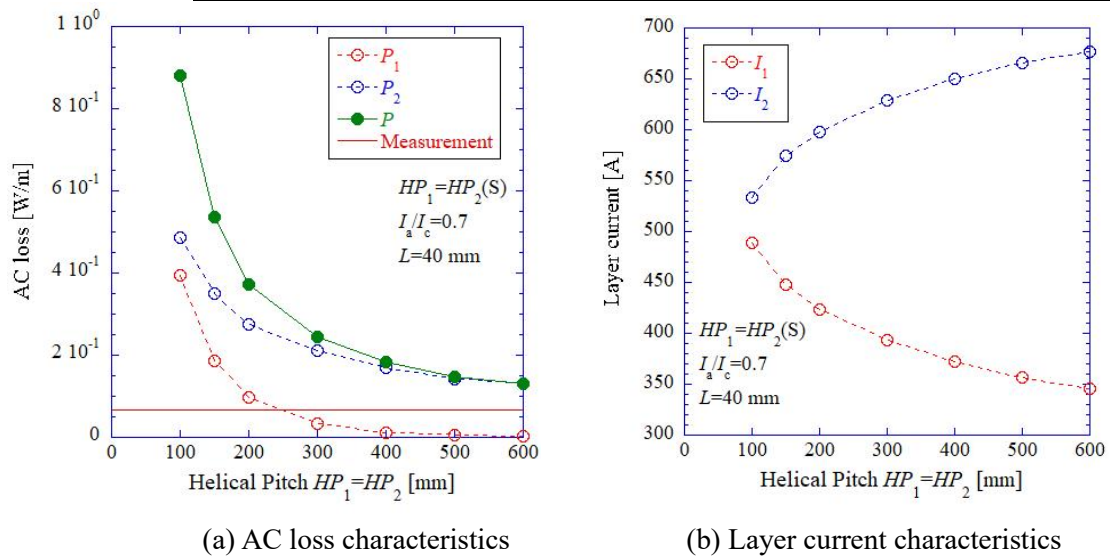 1 10⁰
8 10⁻¹
6 10⁻¹
4 10⁻¹
2 10⁻¹
0
AC loss [W/m]
P₁
P₂
P
Measurement
HP₁=HP₂(S)
Iₐ/I_c=0.7
L=40 mm
0 100 200 300 400 500 600
Helical Pitch HP₁=HP₂ [mm]
(a) AC loss characteristics
700
650
600
550
500
450
400
350
300
Layer current [A]
I₁
I₂
HP₁=HP₂(S)
Iₐ/I_c=0.7
L=40 mm
0 100 200 300 400 500 600
Helical Pitch HP₁=HP₂ [mm]
(b) Layer current characteristics